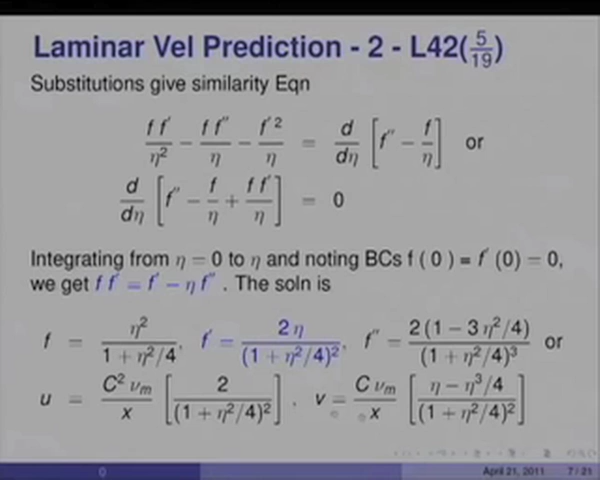 Laminar Vel Prediction - 2 - L42(5/19)
Substitutions give similarity Eqn
f f′/η² − f f″/η − f′ ²/η = d/dη [f″ − f/η] or
d/dη [f″ − f/η + f f′/η] = 0
Integrating from η = 0 to η and noting BCs f ( 0 ) = f′ (0) = 0,
we get f f′ = f′ − η f″ . The soln is
f = η²/(1 + η²/4), f′ = 2 η/(1 + η²/4)², f″ = 2 (1 − 3 η²/4)/(1 + η²/4)³ or
u = C² νm/x [2/(1 + η²/4)²] , v = C νm/x [(η − η³/4)/(1 + η²/4)²]
0 April 21, 2011 7 / 21